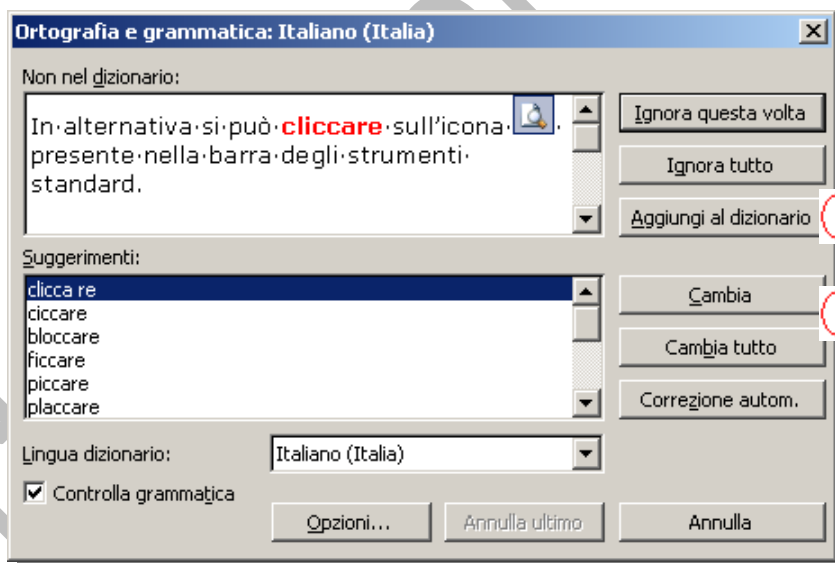 Ortografia e grammatica: Italiano (Italia)
Non nel dizionario:
In·alternativa·si·può·cliccare·sull'icona· ·
presente·nella·barra·degli·strumenti·
standard.
Ignora questa volta
Ignora tutto
Aggiungi al dizionario
Suggerimenti:
clicca re
ciccare
bloccare
ficcare
piccare
placcare
Cambia
Cambia tutto
Correzione autom.
Lingua dizionario:
Italiano (Italia)
Controlla grammatica
Opzioni...
Annulla ultimo
Annulla